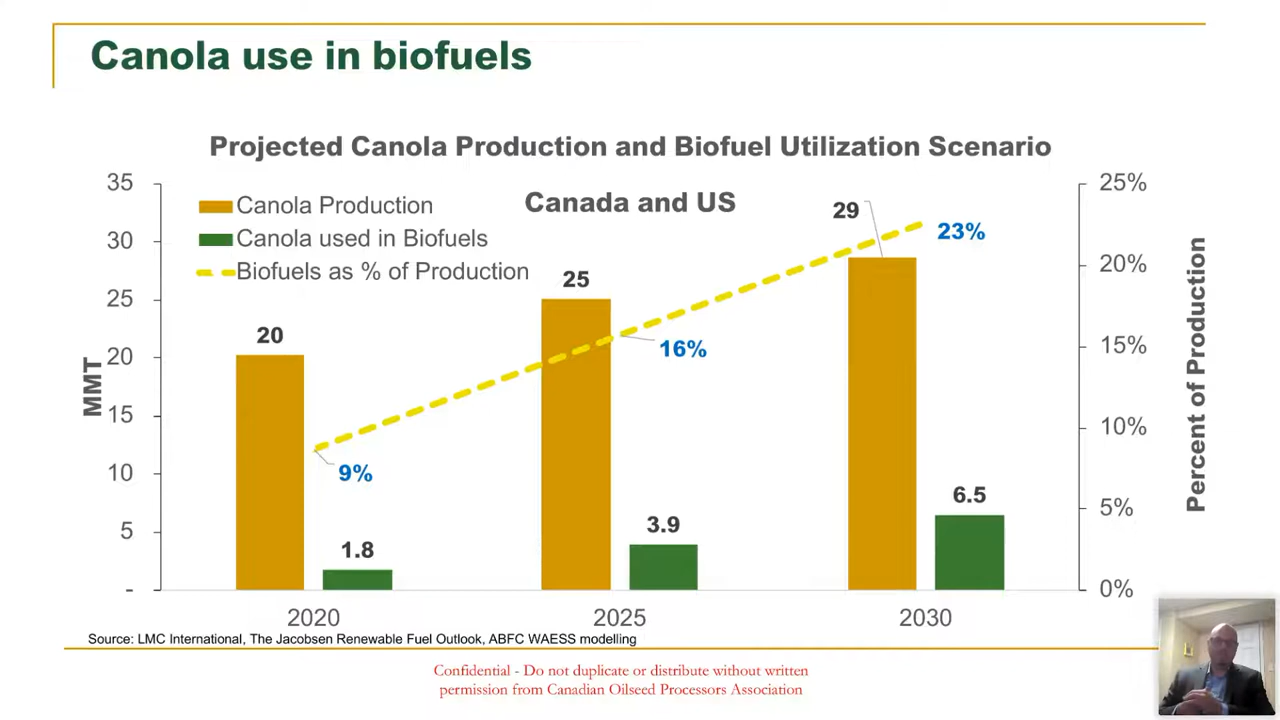 Canola use in biofuels
Projected Canola Production and Biofuel Utilization Scenario
Canada and US
Canola Production
Canola used in Biofuels
Biofuels as % of Production
MMT
35
30
25
20
15
10
5
-
20
1.8
9%
25
3.9
16%
29
6.5
23%
25%
20%
15%
10%
5%
0%
Percent of Production
2020
2025
2030
Source: LMC International, The Jacobsen Renewable Fuel Outlook, ABFC WAESS modelling
Confidential - Do not duplicate or distribute without written
permission from Canadian Oilseed Processors Association